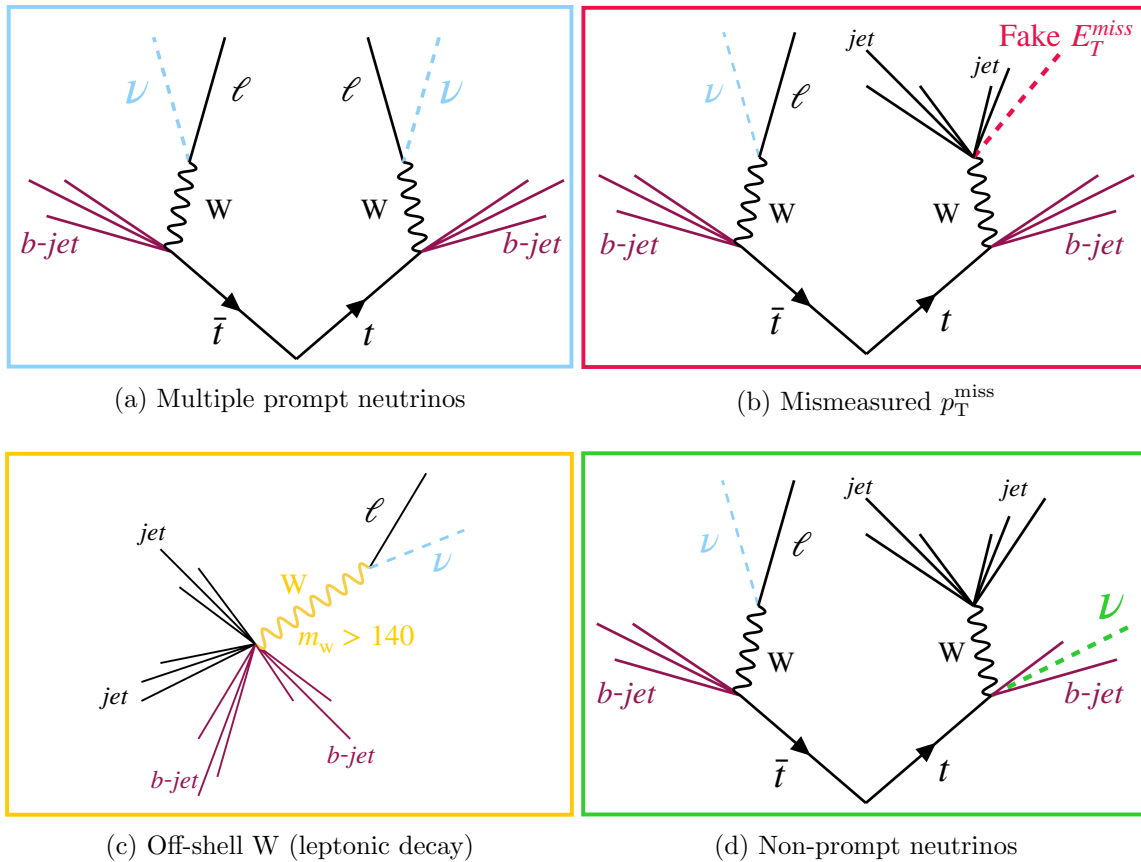 ν
ℓ
ℓ
ν
W
W
b-jet
b-jet
t̄
t
(a) Multiple prompt neutrinos
ν
ℓ
jet
jet
Fake E_T^{miss}
W
W
b-jet
b-jet
t̄
t
(b) Mismeasured p_T^{miss}
ℓ
ν
jet
W
m_w > 140
jet
b-jet
b-jet
(c) Off-shell W (leptonic decay)
ν
ℓ
jet
jet
ν
W
W
b-jet
b-jet
t̄
t
(d) Non-prompt neutrinos